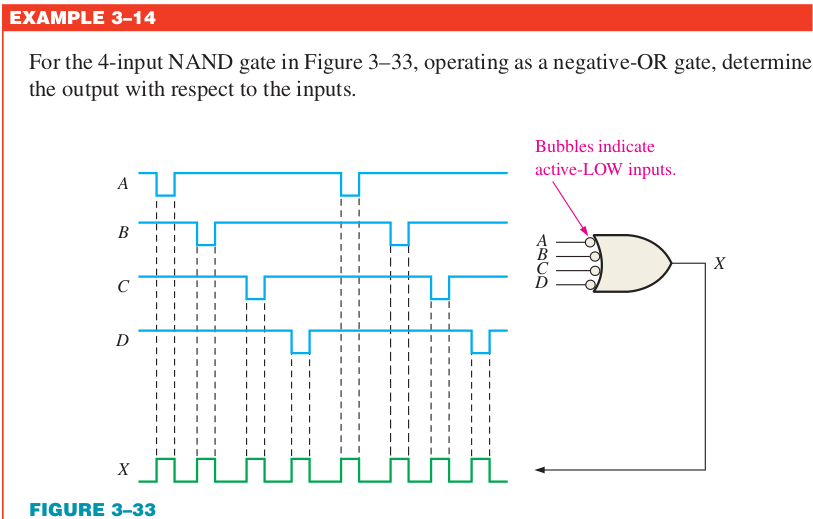 EXAMPLE 3–14
For the 4-input NAND gate in Figure 3–33, operating as a negative-OR gate, determine
the output with respect to the inputs.
Bubbles indicate
active-LOW inputs.
A
B
C
D
X
A
B
C
D
X
FIGURE 3–33